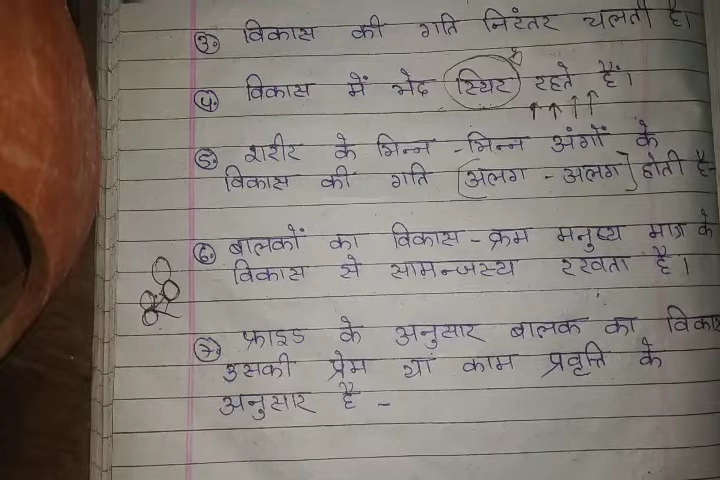 ③ विकास की गति निरंतर चलती है।
④ विकास में भेद स्थिर रहते हैं।
⑤ शरीर के भिन्न - भिन्न अंगों के
विकास की गति (अलग - अलग) होती है
⑥ बालकों का विकास - क्रम मनुष्य मात्र के
विकास से सामन्जस्य रखता है।
⑦ फ्राइड के अनुसार बालक का विकास
उसकी प्रेम या काम प्रवृत्ति के
अनुसार है -